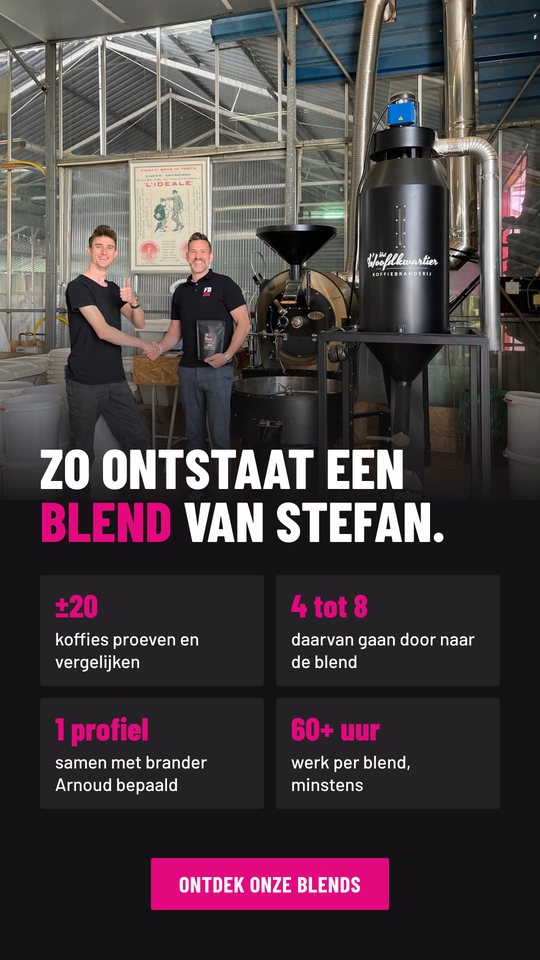 "L'IDEALE"
Het
Hoofdkwartier
KOFFIEBRANDERIJ
ZO ONTSTAAT EEN
BLEND VAN STEFAN.
±20
koffies proeven en
vergelijken
4 tot 8
daarvan gaan door naar
de blend
1 profiel
samen met brander
Arnoud bepaald
60+ uur
werk per blend,
minstens
ONTDEK ONZE BLENDS